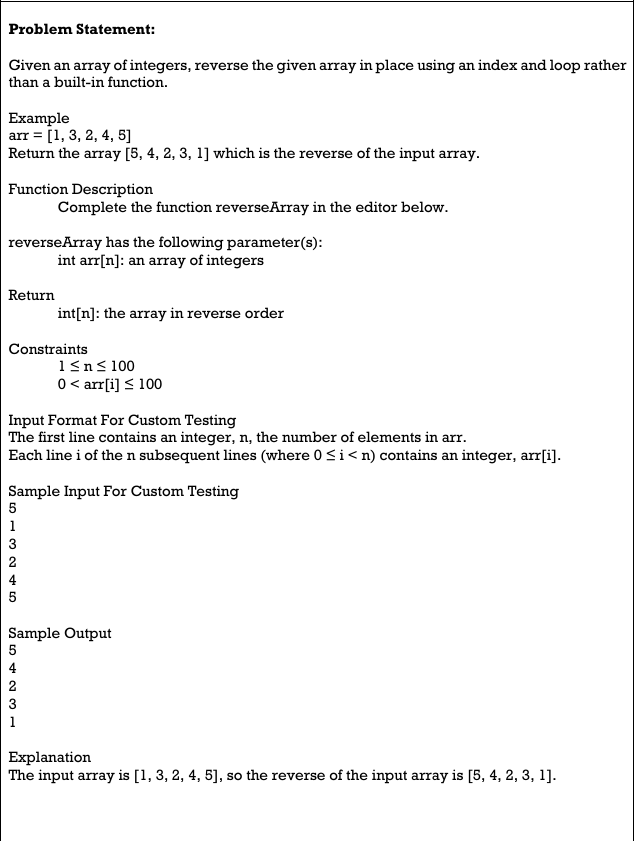 Problem Statement:
Given an array of integers, reverse the given array in place using an index and loop rather
than a built-in function.
Example
arr = [1, 3, 2, 4, 5]
Return the array [5, 4, 2, 3, 1] which is the reverse of the input array.
Function Description
Complete the function reverseArray in the editor below.
reverseArray has the following parameter(s):
int arr[n]: an array of integers
Return
int[n]: the array in reverse order
Constraints
1 ≤ n ≤ 100
0 < arr[i] ≤ 100
Input Format For Custom Testing
The first line contains an integer, n, the number of elements in arr.
Each line i of the n subsequent lines (where 0 ≤ i < n) contains an integer, arr[i].
Sample Input For Custom Testing
5
1
3
2
4
5
Sample Output
5
4
2
3
1
Explanation
The input array is [1, 3, 2, 4, 5], so the reverse of the input array is [5, 4, 2, 3, 1].